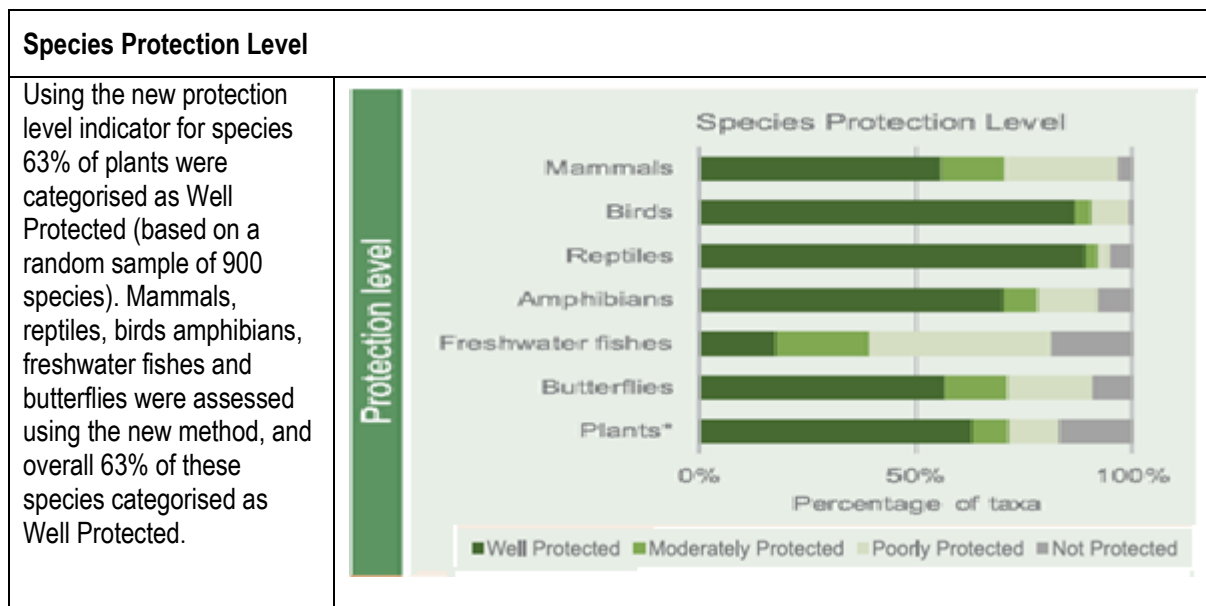 Species Protection Level
Using the new protection
level indicator for species
63% of plants were
categorised as Well
Protected (based on a
random sample of 900
species). Mammals,
reptiles, birds amphibians,
freshwater fishes and
butterflies were assessed
using the new method, and
overall 63% of these
species categorised as
Well Protected.
Protection level
Species Protection Level
Mammals
Birds
Reptiles
Amphibians
Freshwater fishes
Butterflies
Plants*
0% 50% 100%
Percentage of taxa
Well Protected Moderately Protected Poorly Protected Not Protected